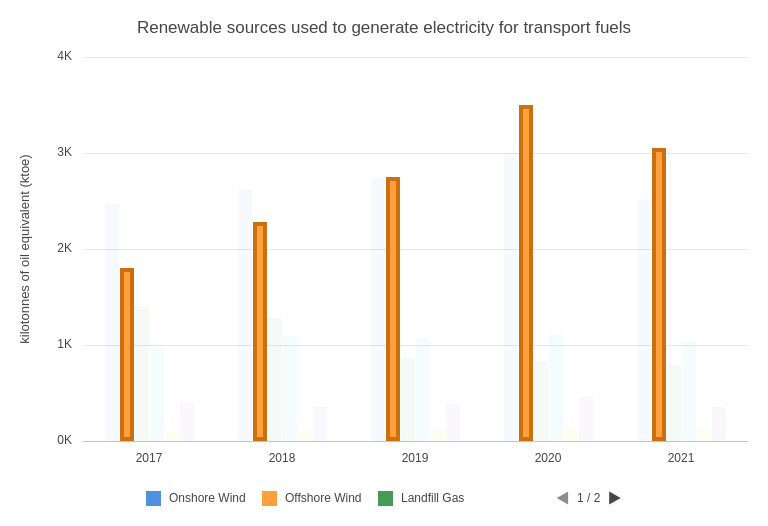 Renewable sources used to generate electricity for transport fuels
kilotonnes of oil equivalent (ktoe)
4K
3K
2K
1K
0K
2017 2018 2019 2020 2021
Onshore Wind Offshore Wind Landfill Gas 1 / 2